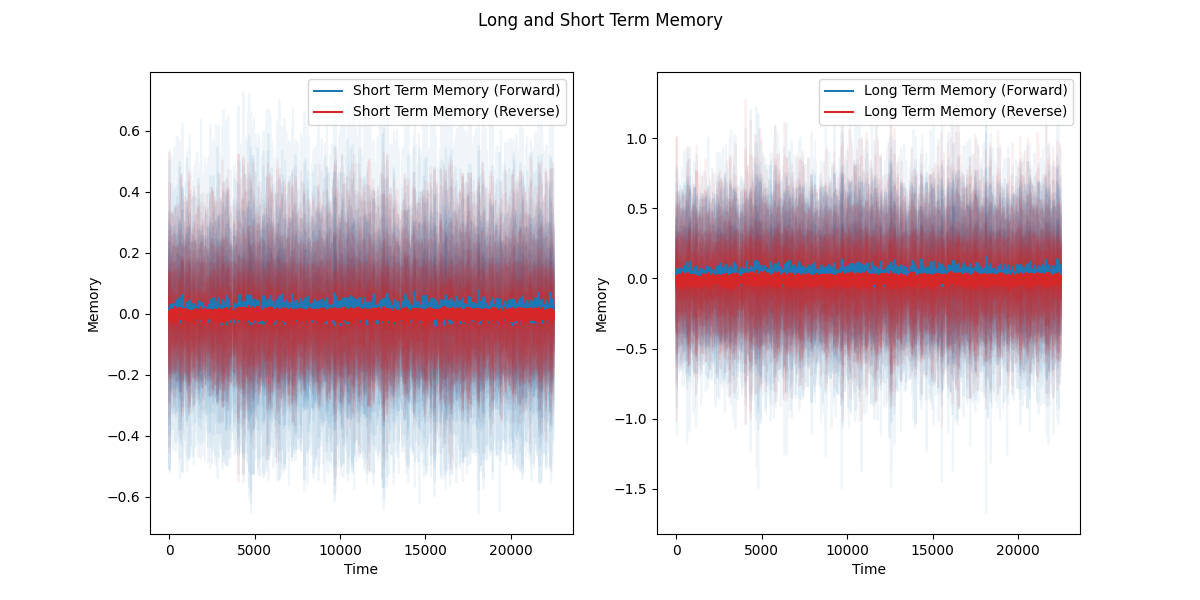 Long and Short Term Memory
Short Term Memory (Forward)
Short Term Memory (Reverse)
0.6
0.4
0.2
0.0
−0.2
−0.4
−0.6
Memory
0
5000
10000
15000
20000
Time
Long Term Memory (Forward)
Long Term Memory (Reverse)
1.0
0.5
0.0
−0.5
−1.0
−1.5
Memory
0
5000
10000
15000
20000
Time